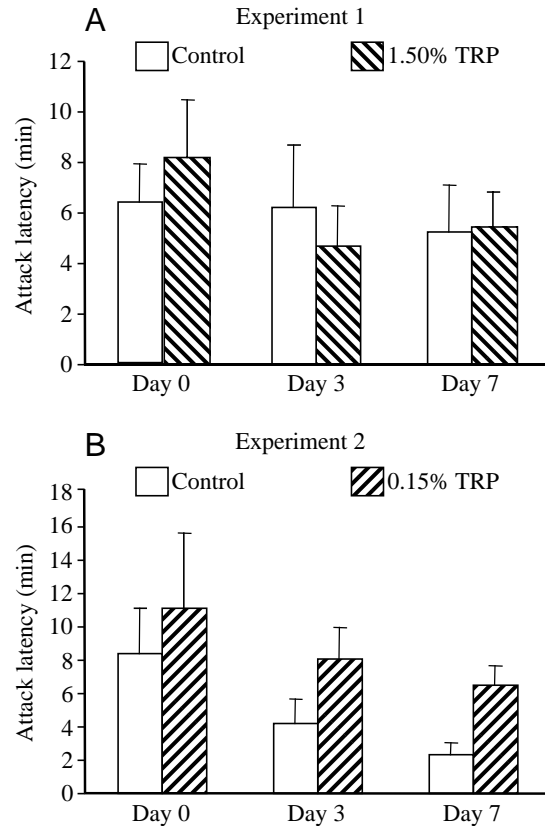 A
Experiment 1
Control
1.50% TRP
Attack latency (min)
12
10
8
6
4
2
0
Day 0
Day 3
Day 7
B
Experiment 2
Control
0.15% TRP
Attack latency (min)
18
16
14
12
10
8
6
4
2
0
Day 0
Day 3
Day 7